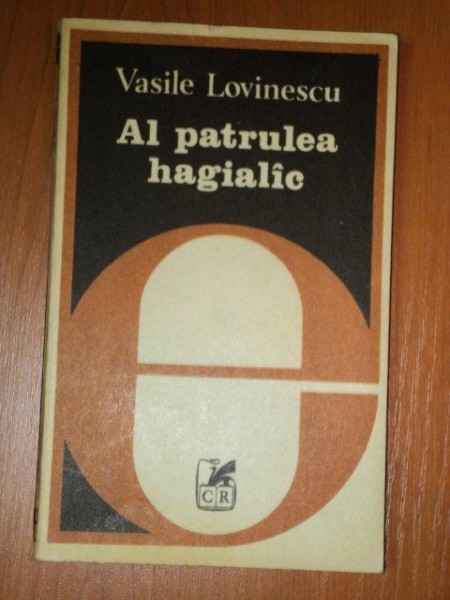 Vasile Lovinescu
Al patrulea
hagialîc
CR